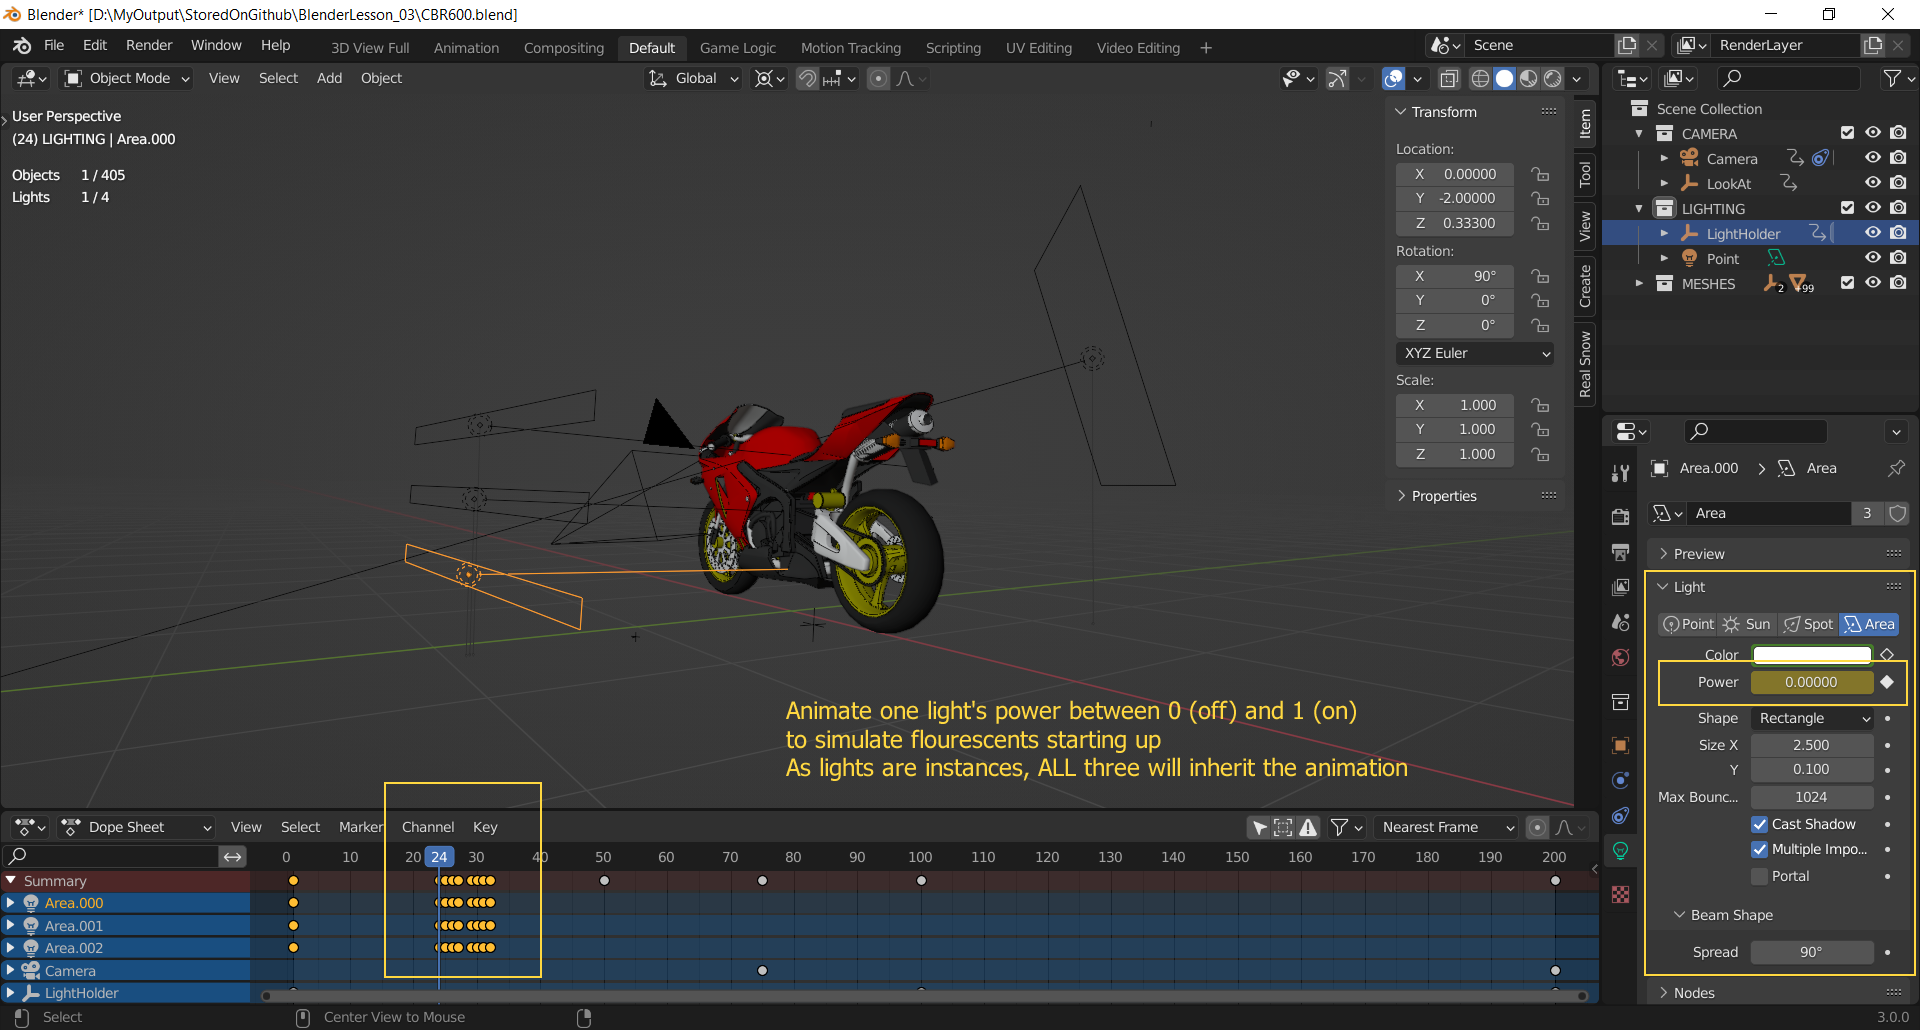 Blender* [D:\MyOutput\StoredOnGithub\BlenderLesson_03\CBR600.blend]
File Edit Render Window Help 3D View Full Animation Compositing Default Game Logic Motion Tracking Scripting UV Editing Video Editing + Scene RenderLayer
Object Mode View Select Add Object Global
User Perspective
(24) LIGHTING | Area.000
Objects 1 / 405
Lights 1 / 4
Transform
Location:
X 0.00000
Y -2.00000
Z 0.33300
Rotation:
X 90°
Y 0°
Z 0°
XYZ Euler
Scale:
X 1.000
Y 1.000
Z 1.000
Properties
Item
Tool
View
Create
Real Snow
Scene Collection
CAMERA
Camera
LookAt
LIGHTING
LightHolder
Point
MESHES 2 +99
Area.000 > Area
Area 3
Preview
Light
Point Sun Spot Area
Color
Power 0.00000
Shape Rectangle
Size X 2.500
Y 0.100
Max Bounc... 1024
Cast Shadow
Multiple Impo...
Portal
Beam Shape
Spread 90°
Nodes
Animate one light's power between 0 (off) and 1 (on)
to simulate flourescents starting up
As lights are instances, ALL three will inherit the animation
Dope Sheet View Select Marker Channel Key Nearest Frame
0 10 20 24 30 40 50 60 70 80 90 100 110 120 130 140 150 160 170 180 190 200
Summary
Area.000
Area.001
Area.002
Camera
LightHolder
Select Center View to Mouse 3.0.0